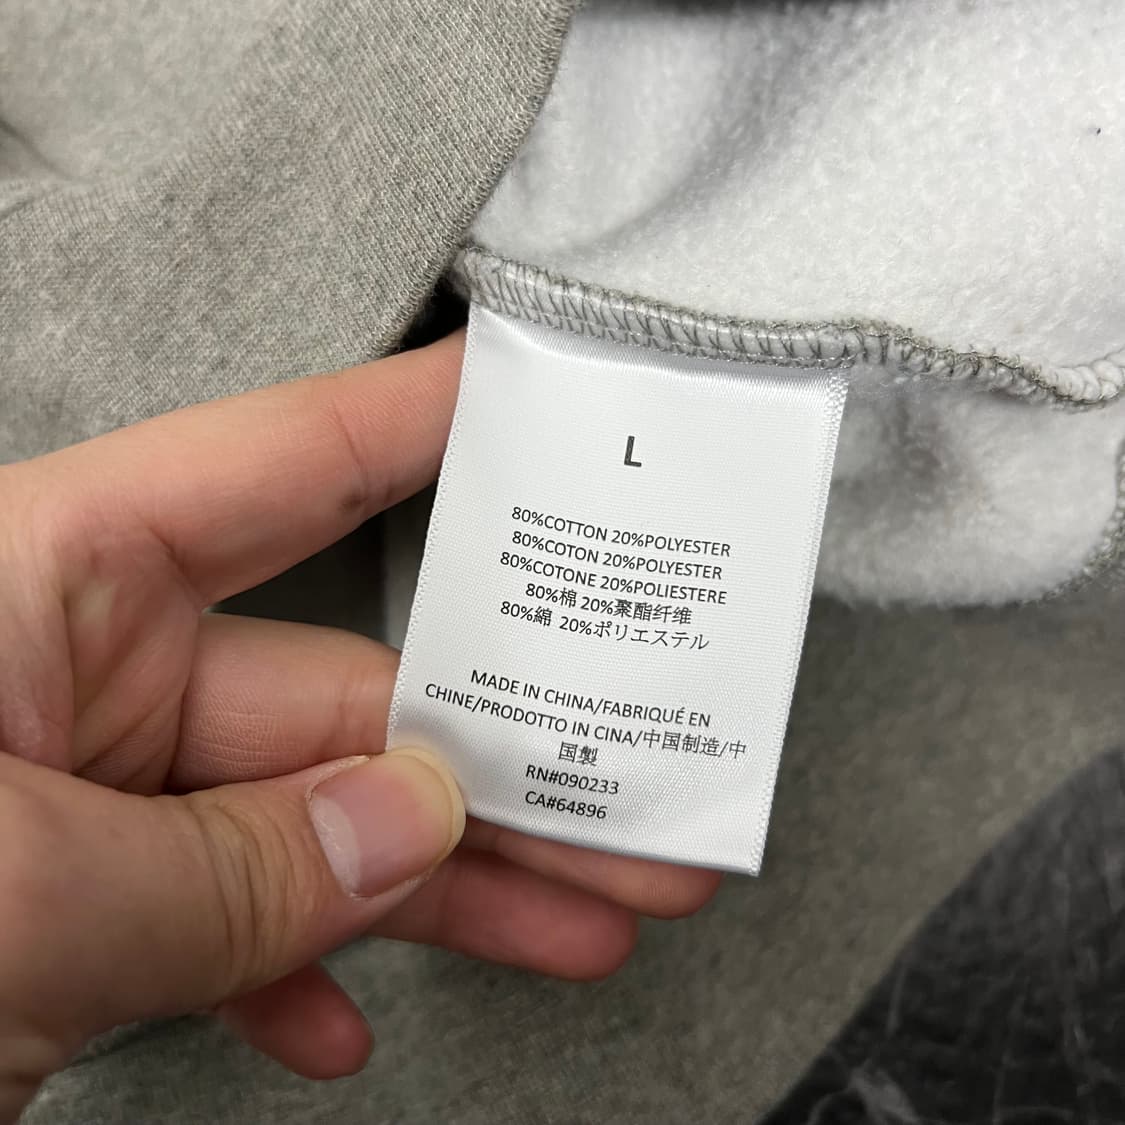 L
80%COTTON 20%POLYESTER
80%COTON 20%POLYESTER
80%COTONE 20%POLIESTERE
80%棉 20%聚酯纤维
80%綿 20%ポリエステル
MADE IN CHINA/FABRIQUÉ EN
CHINE/PRODOTTO IN CINA/中国制造/中
国製
RN#090233
CA#64896